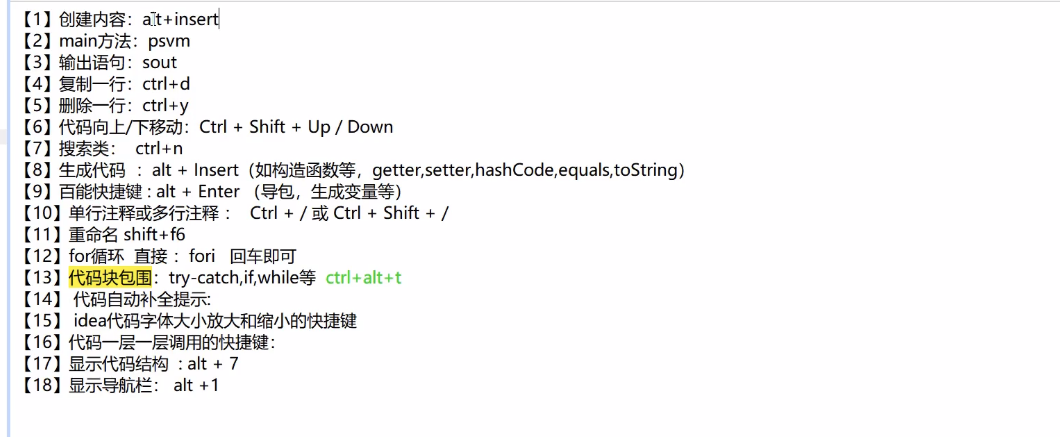 【1】创建内容：alt+insert
【2】main方法：psvm
【3】输出语句：sout
【4】复制一行：ctrl+d
【5】删除一行：ctrl+y
【6】代码向上/下移动：Ctrl + Shift + Up / Down
【7】搜索类： ctrl+n
【8】生成代码 ：alt + Insert（如构造函数等，getter,setter,hashCode,equals,toString）
【9】百能快捷键 : alt + Enter （导包，生成变量等）
【10】单行注释或多行注释 ： Ctrl + / 或 Ctrl + Shift + /
【11】重命名 shift+f6
【12】for循环 直接 ：fori 回车即可
【13】代码块包围：try-catch,if,while等 ctrl+alt+t
【14】 代码自动补全提示:
【15】 idea代码字体大小放大和缩小的快捷键
【16】代码一层一层调用的快捷键：
【17】显示代码结构 : alt + 7
【18】显示导航栏： alt +1